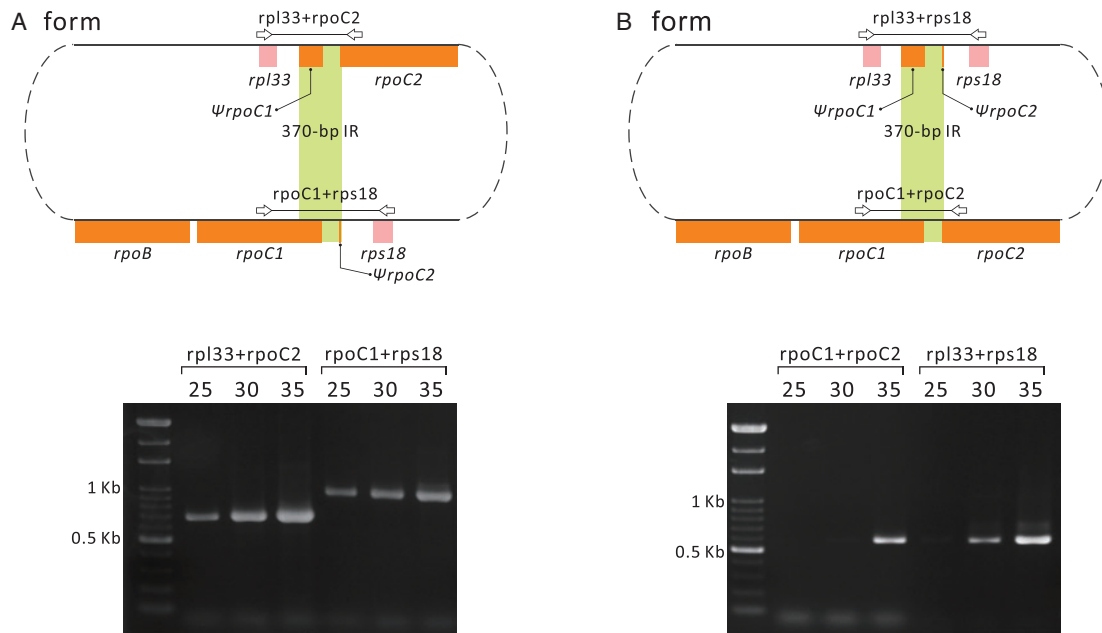 A form
rpl33+rpoC2
rpl33
rpoC2
ΨrpoC1
370-bp IR
rpoC1+rps18
rpoB
rpoC1
rps18
ΨrpoC2
rpl33+rpoC2 rpoC1+rps18
25 30 35 25 30 35
1 Kb
0.5 Kb
B form
rpl33+rps18
rpl33
rps18
ΨrpoC1
ΨrpoC2
370-bp IR
rpoC1+rpoC2
rpoB
rpoC1
rpoC2
rpoC1+rpoC2 rpl33+rps18
25 30 35 25 30 35
1 Kb
0.5 Kb